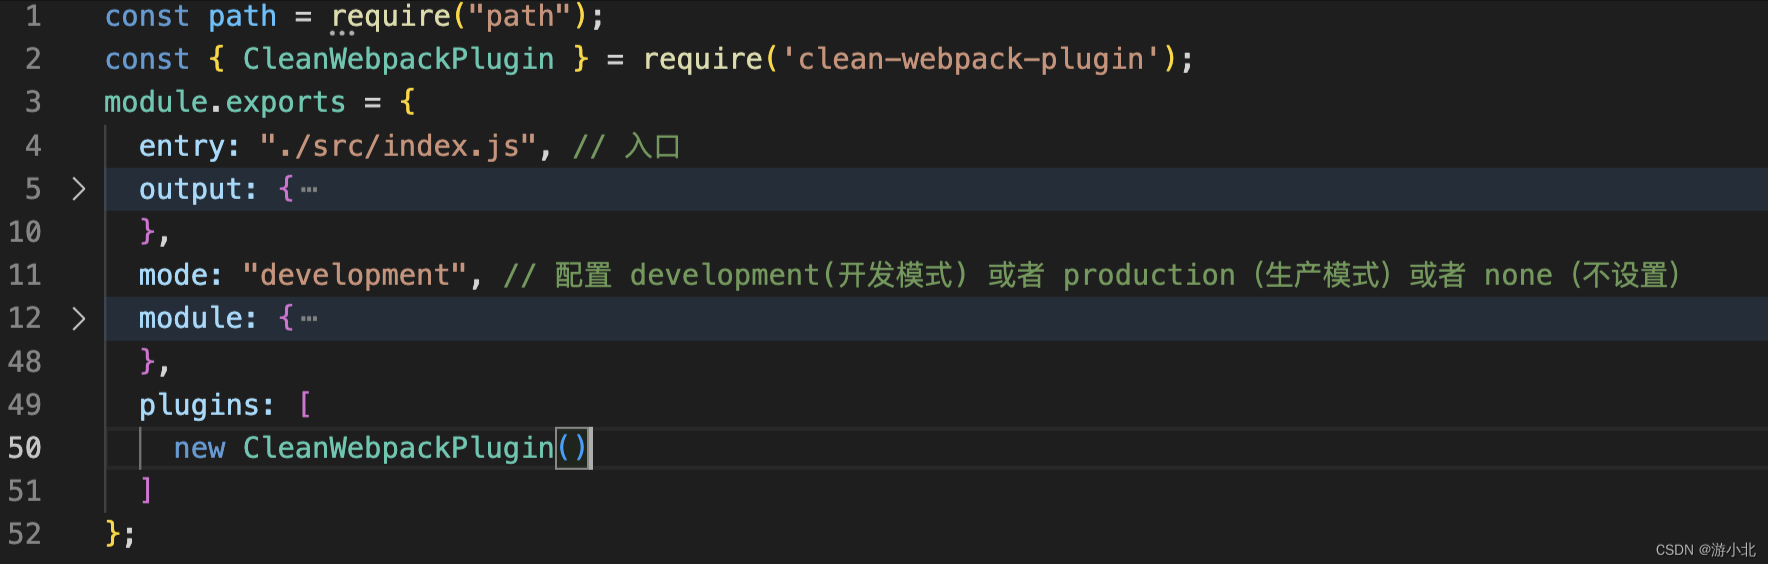 1 const path = require("path");
2 const { CleanWebpackPlugin } = require('clean-webpack-plugin');
3 module.exports = {
4 entry: "./src/index.js", // 入口
5 > output: { ⋯
10 },
11 mode: "development", // 配置 development(开发模式) 或者 production (生产模式) 或者 none (不设置)
12 > module: { ⋯
48 },
49 plugins: [
50 new CleanWebpackPlugin()
51 ]
52 };
CSDN @游小北